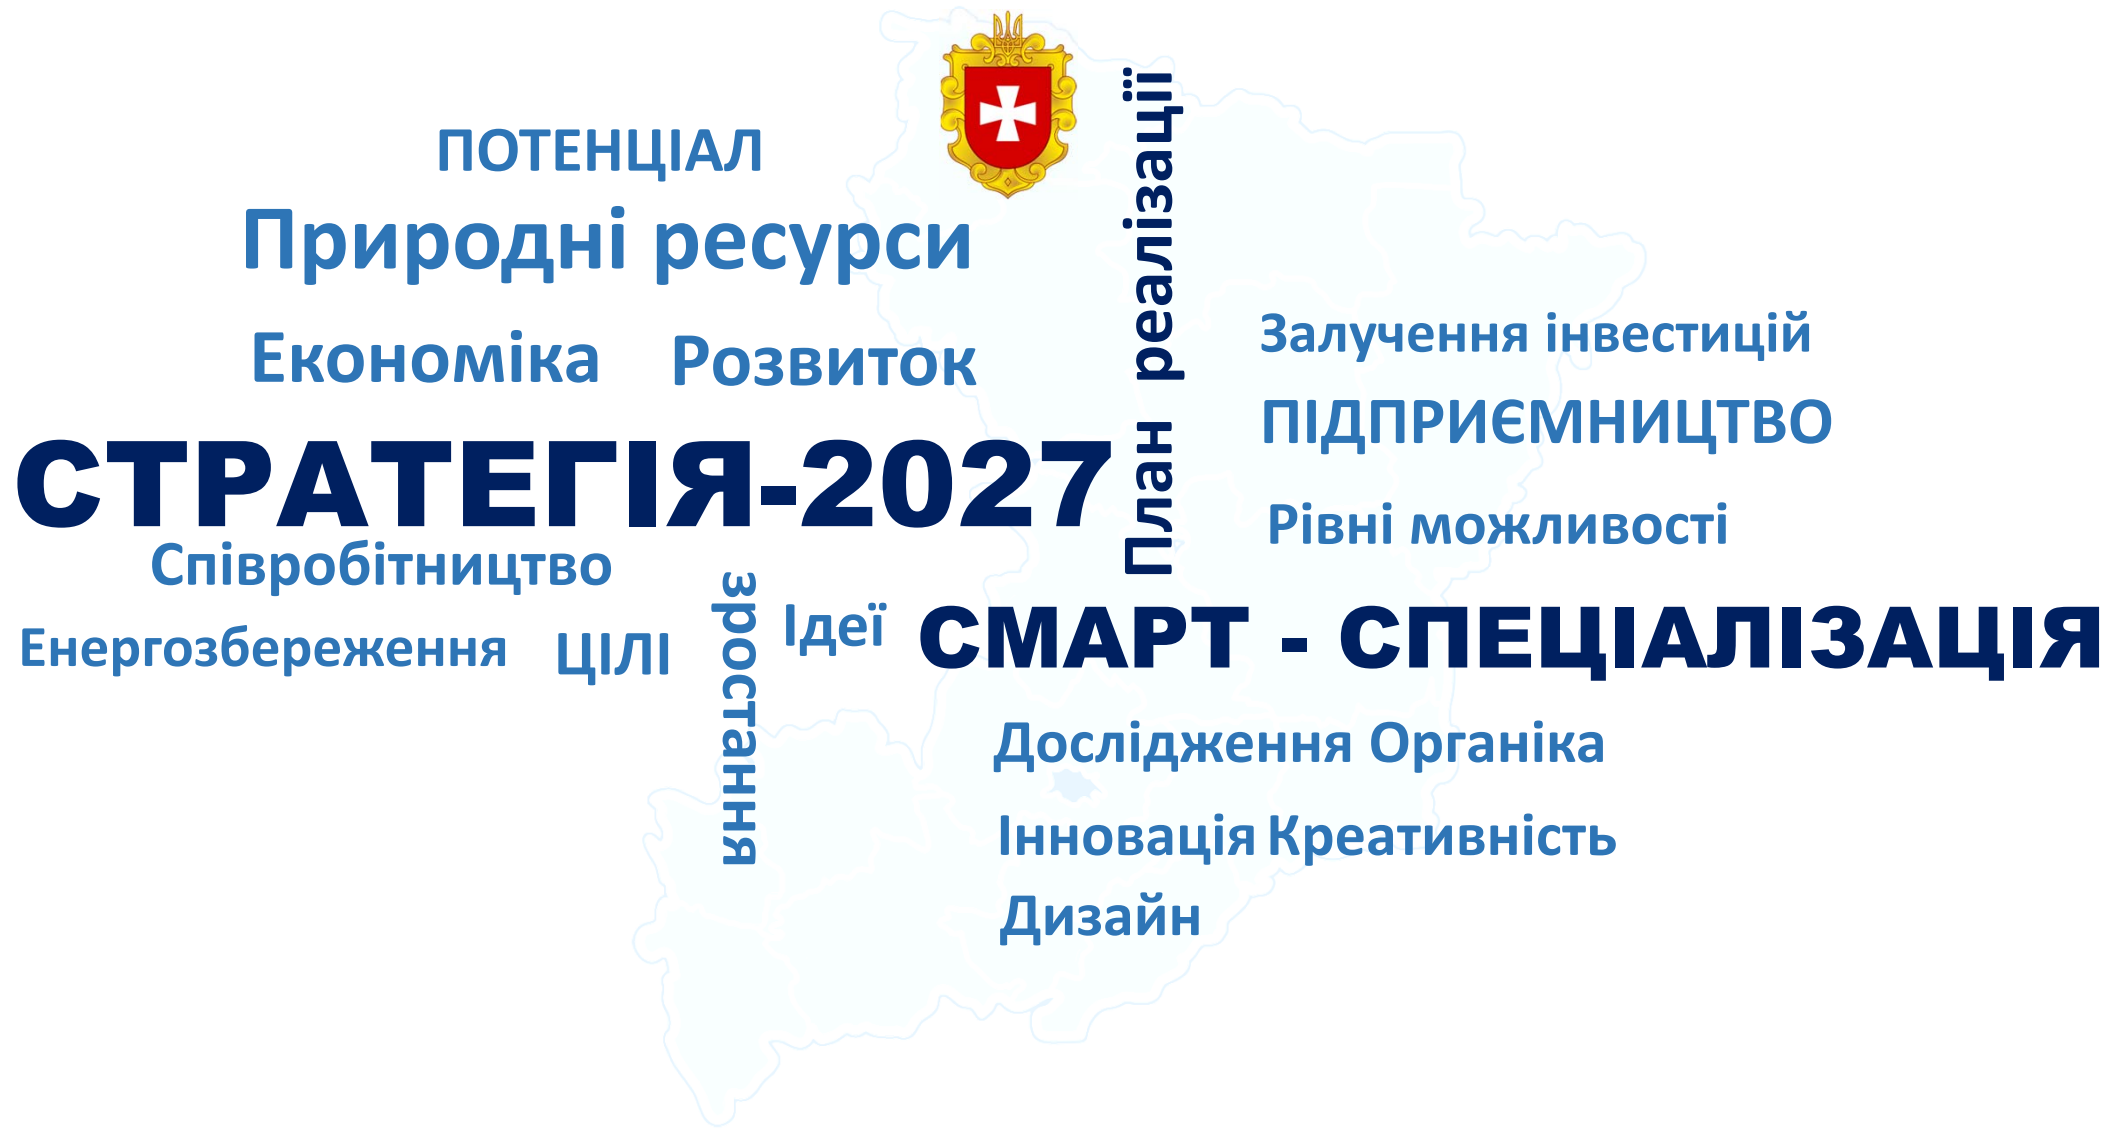 ПОТЕНЦІАЛ
Природні ресурси
Економіка Розвиток
СТРАТЕГІЯ-2027
План реалізації
Залучення інвестицій
ПІДПРИЄМНИЦТВО
Рівні можливості
Співробітництво
Енергозбереження ЦІЛІ
зростання
Ідеї
СМАРТ - СПЕЦІАЛІЗАЦІЯ
Дослідження Органіка
Інновація Креативність
Дизайн